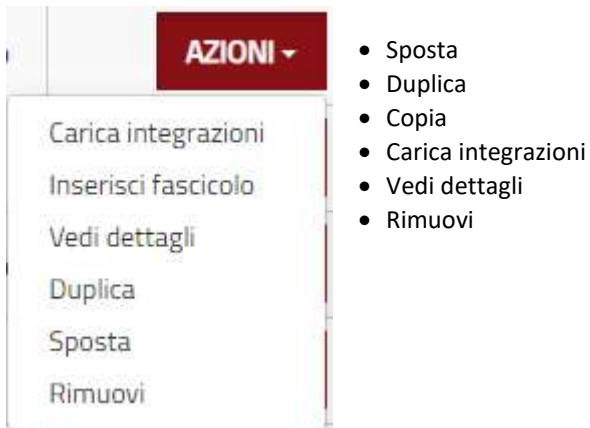 AZIONI
Carica integrazioni
Inserisci fascicolo
Vedi dettagli
Duplica
Sposta
Rimuovi
• Sposta
• Duplica
• Copia
• Carica integrazioni
• Vedi dettagli
• Rimuovi